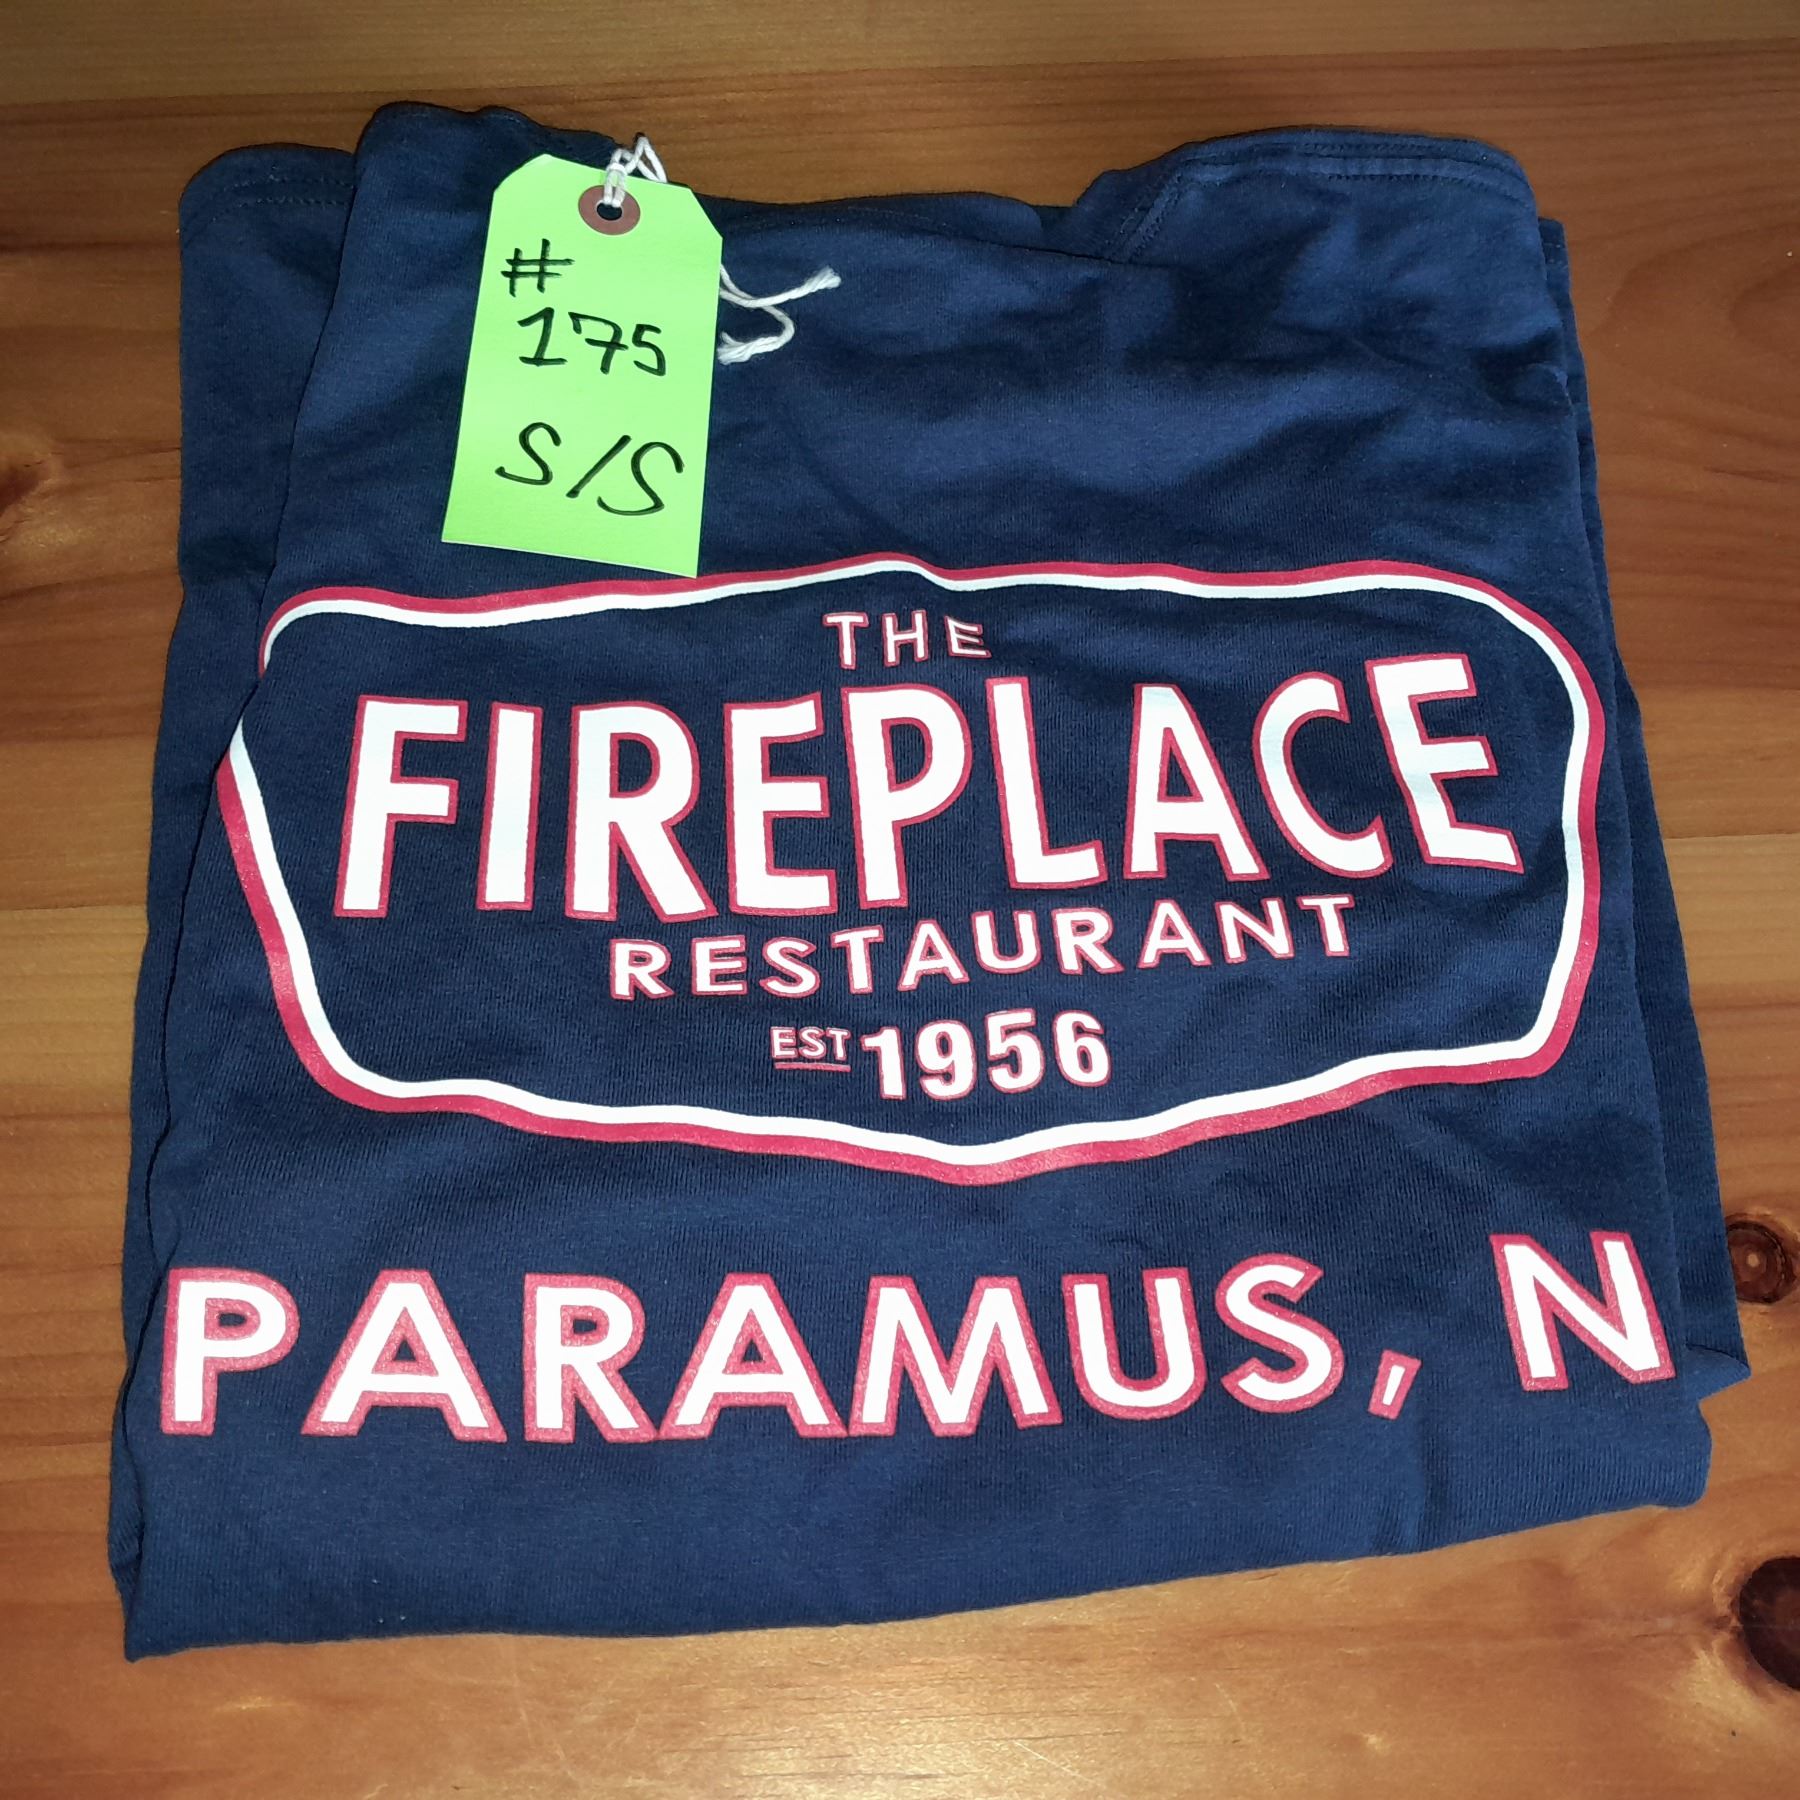 #
175
S/S
THE
FIREPLACE
RESTAURANT
EST 1956
PARAMUS, N